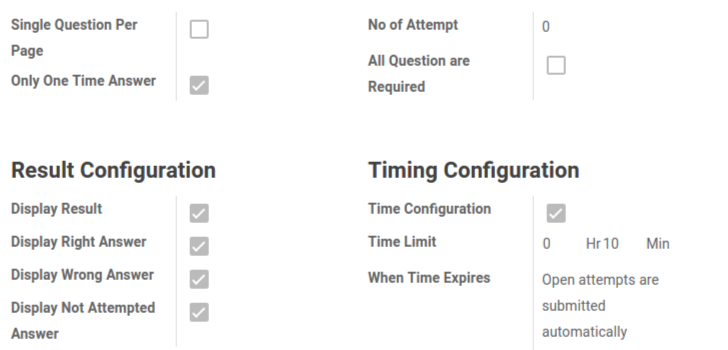 Single Question Per
Page
Only One Time Answer
No of Attempt 0
All Question are
Required
Result Configuration
Display Result
Display Right Answer
Display Wrong Answer
Display Not Attempted
Answer
Timing Configuration
Time Configuration
Time Limit 0 Hr 10 Min
When Time Expires Open attempts are
submitted
automatically